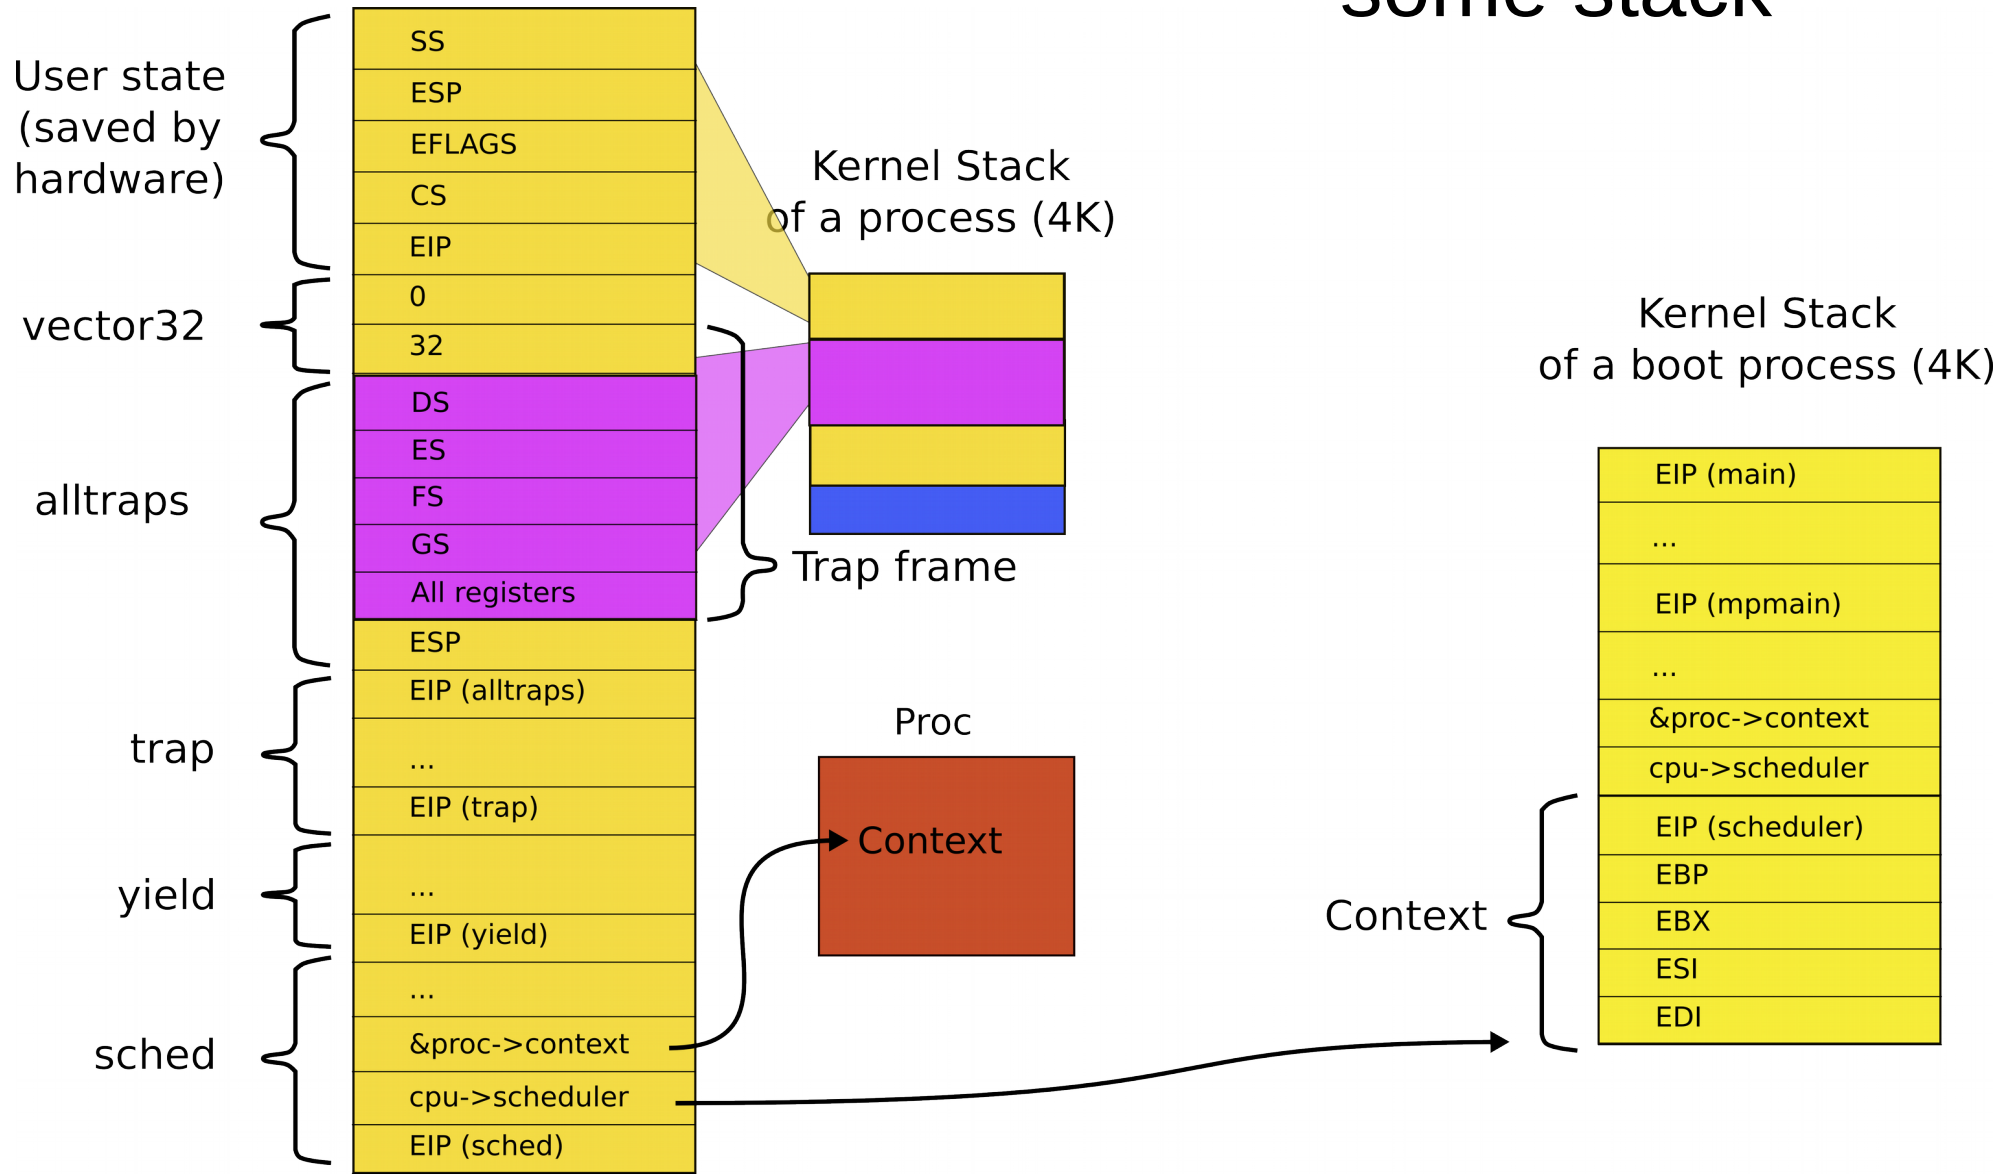 some stack
User state
(saved by
hardware)
vector32
alltraps
trap
yield
sched
SS
ESP
EFLAGS
CS
EIP
0
32
DS
ES
FS
GS
All registers
ESP
EIP (alltraps)
...
EIP (trap)
...
EIP (yield)
...
&proc->context
cpu->scheduler
EIP (sched)
Kernel Stack
of a process (4K)
Trap frame
Proc
Context
Kernel Stack
of a boot process (4K)
EIP (main)
...
EIP (mpmain)
...
&proc->context
cpu->scheduler
EIP (scheduler)
EBP
EBX
ESI
EDI
Context